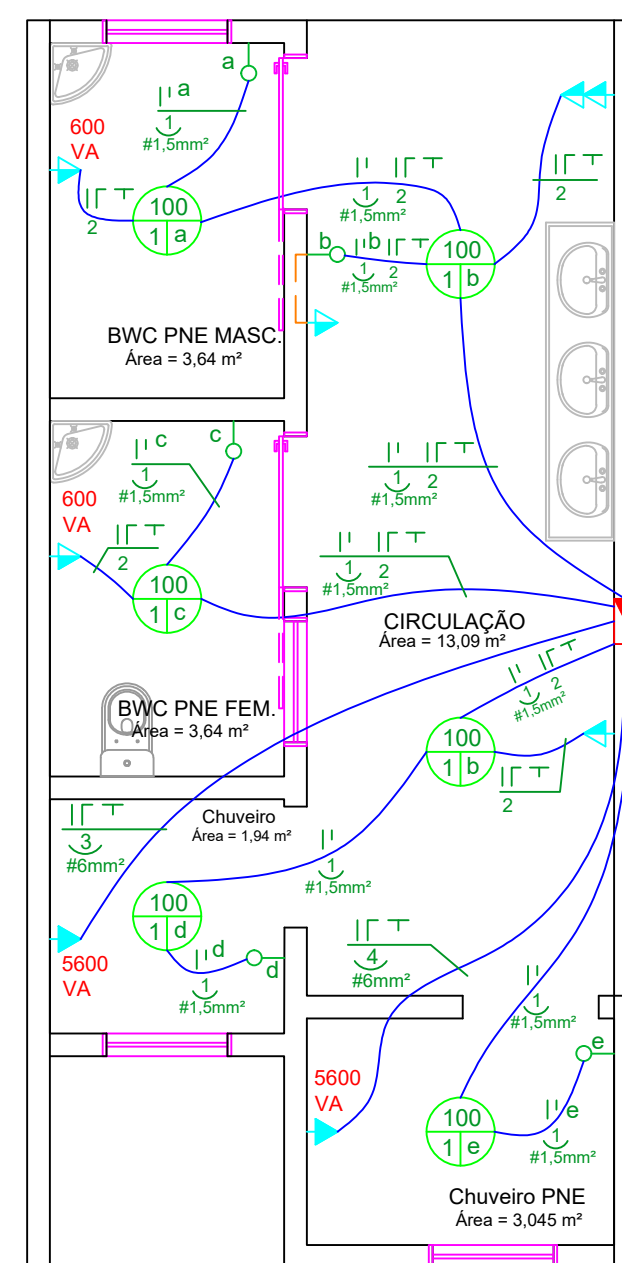 a
a
1
#1,5mm²
600
VA
2
100
1 a
1 2
#1,5mm²
2
b
b
1 2
#1,5mm²
100
1 b
BWC PNE MASC.
Área = 3,64 m²
c
c
1
#1,5mm²
600
VA
2
100
1 c
1 2
#1,5mm²
1 2
#1,5mm²
CIRCULAÇÃO
Área = 13,09 m²
1 2
#1,5mm²
BWC PNE FEM.
Área = 3,64 m²
100
1 b
2
Chuveiro
Área = 1,94 m²
3
#6mm²
1
#1,5mm²
100
1 d
5600
VA
d
d
1
#1,5mm²
4
#6mm²
1
#1,5mm²
e
5600
VA
100
1 e
e
1
#1,5mm²
Chuveiro PNE
Área = 3,045 m²